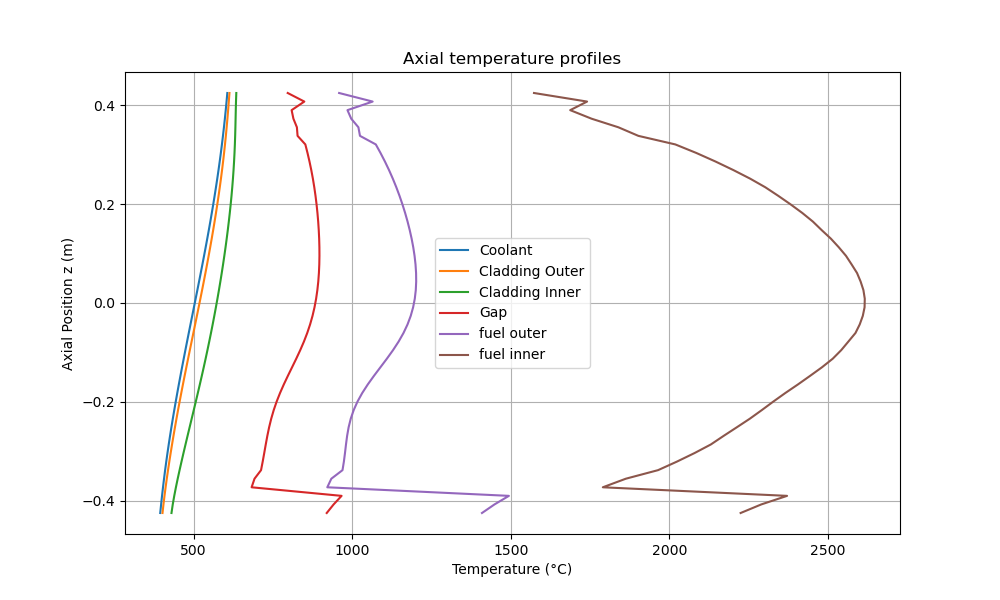 Axial temperature profiles
Axial Position z (m)
0.4
0.2
0.0
−0.2
−0.4
Coolant
Cladding Outer
Cladding Inner
Gap
fuel outer
fuel inner
500
1000
1500
2000
2500
Temperature (°C)